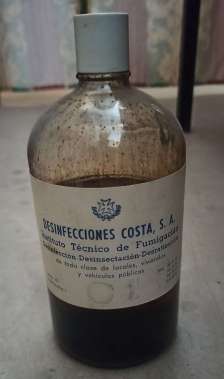 DESINFECCIONES COSTA, S. A.
Instituto Técnico de Fumigación
Desinfección-Desinsectación-Desratización
de toda clase de locales, viviendas
y vehículos públicos